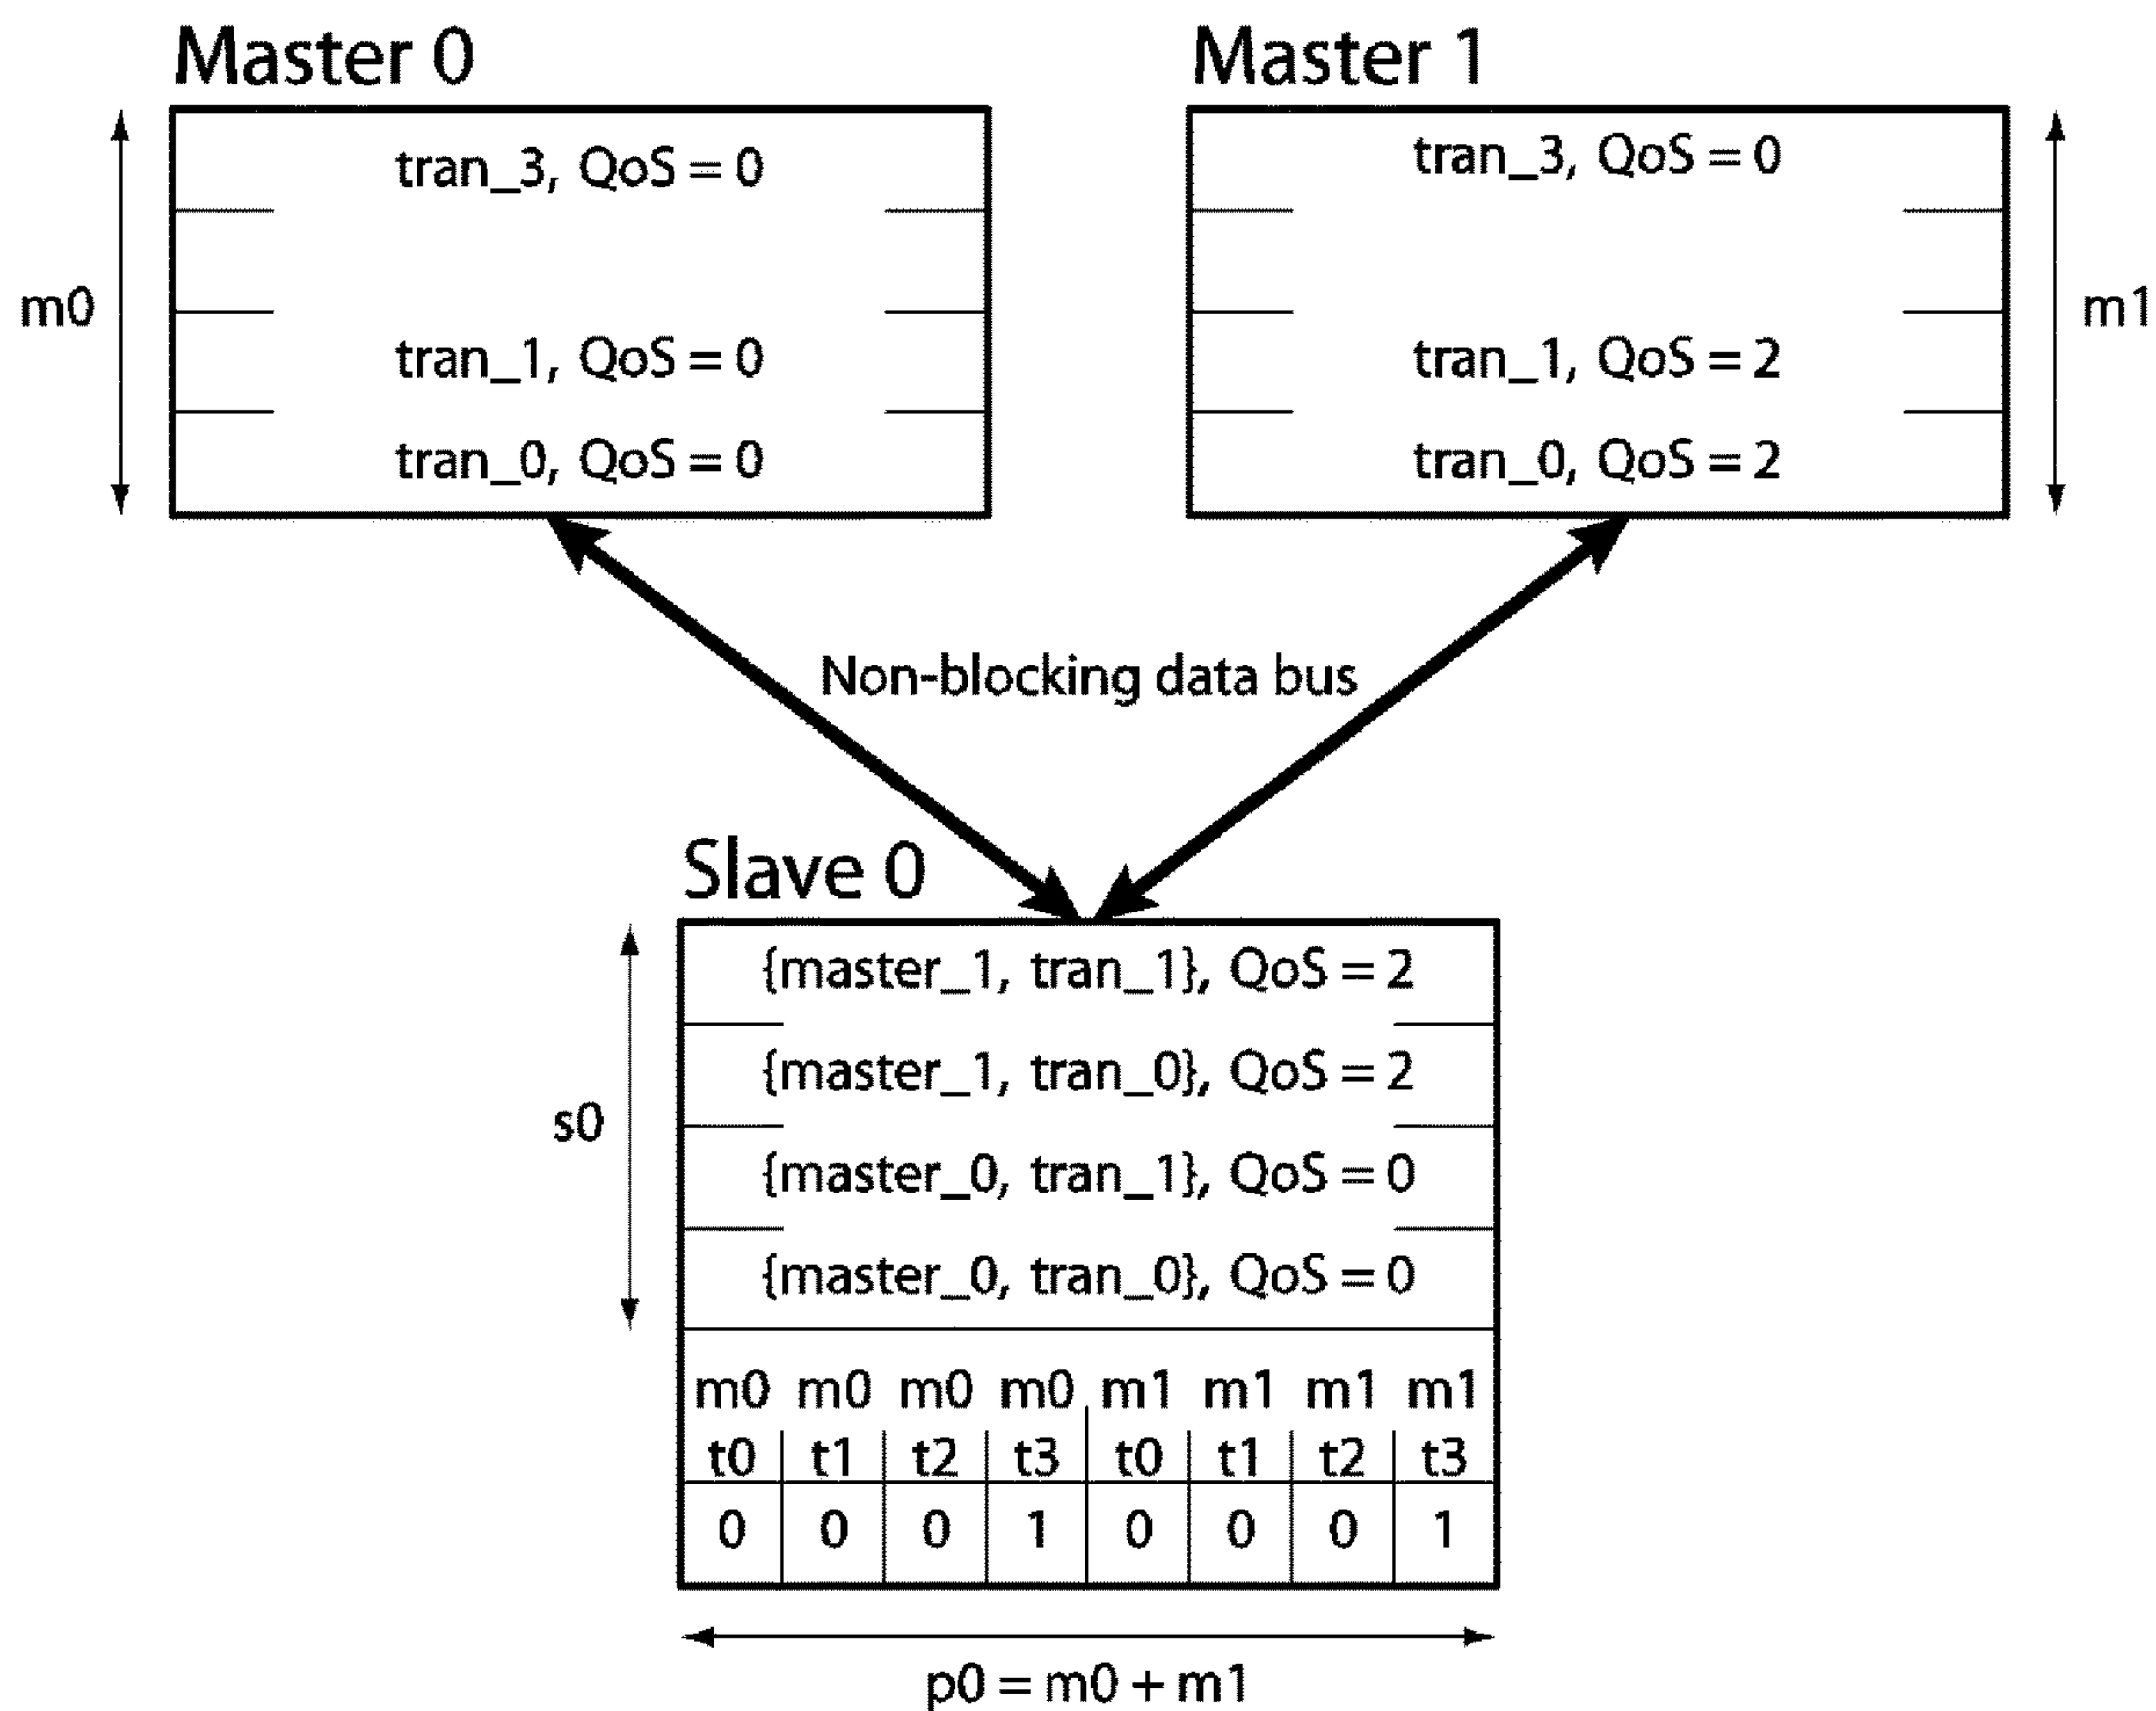 Master 0
Master 1
tran_3, QoS = 0
tran_1, QoS = 0
tran_0, QoS = 0
m0
tran_3, QoS = 0
tran_1, QoS = 2
tran_0, QoS = 2
m1
Non-blocking data bus
Slave 0
{master_1, tran_1}, QoS = 2
{master_1, tran_0}, QoS = 2
{master_0, tran_1}, QoS = 0
{master_0, tran_0}, QoS = 0
s0
m0 m0 m0 m0 m1 m1 m1 m1
t0 t1 t2 t3 t0 t1 t2 t3
0 0 0 1 0 0 0 1
p0 = m0 + m1